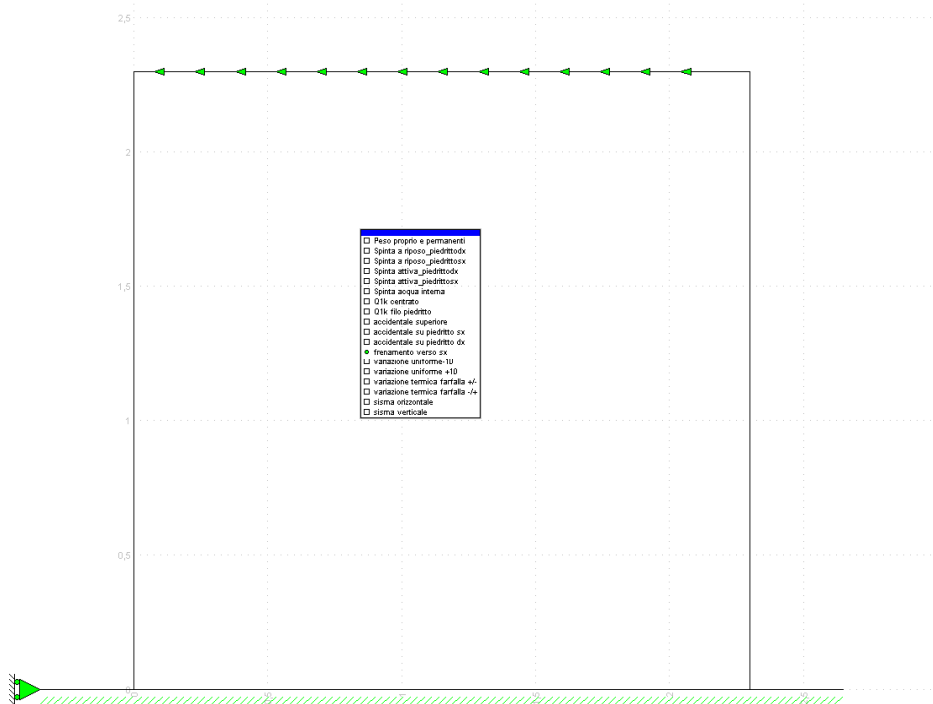 2,5
2
1,5
1
0,5
0
Peso proprio e permanenti
Spinta a riposo_piedrittodx
Spinta a riposo_piedrittosx
Spinta attiva_piedrittodx
Spinta attiva_piedrittosx
Spinta acqua interna
Q1k centrato
Q1k filo piedritto
accidentale superiore
accidentale su piedritto sx
accidentale su piedritto dx
frenamento verso sx
variazione uniforme-10
variazione uniforme +10
variazione termica farfalla +/-
variazione termica farfalla -/+
sisma orizzontale
sisma verticale